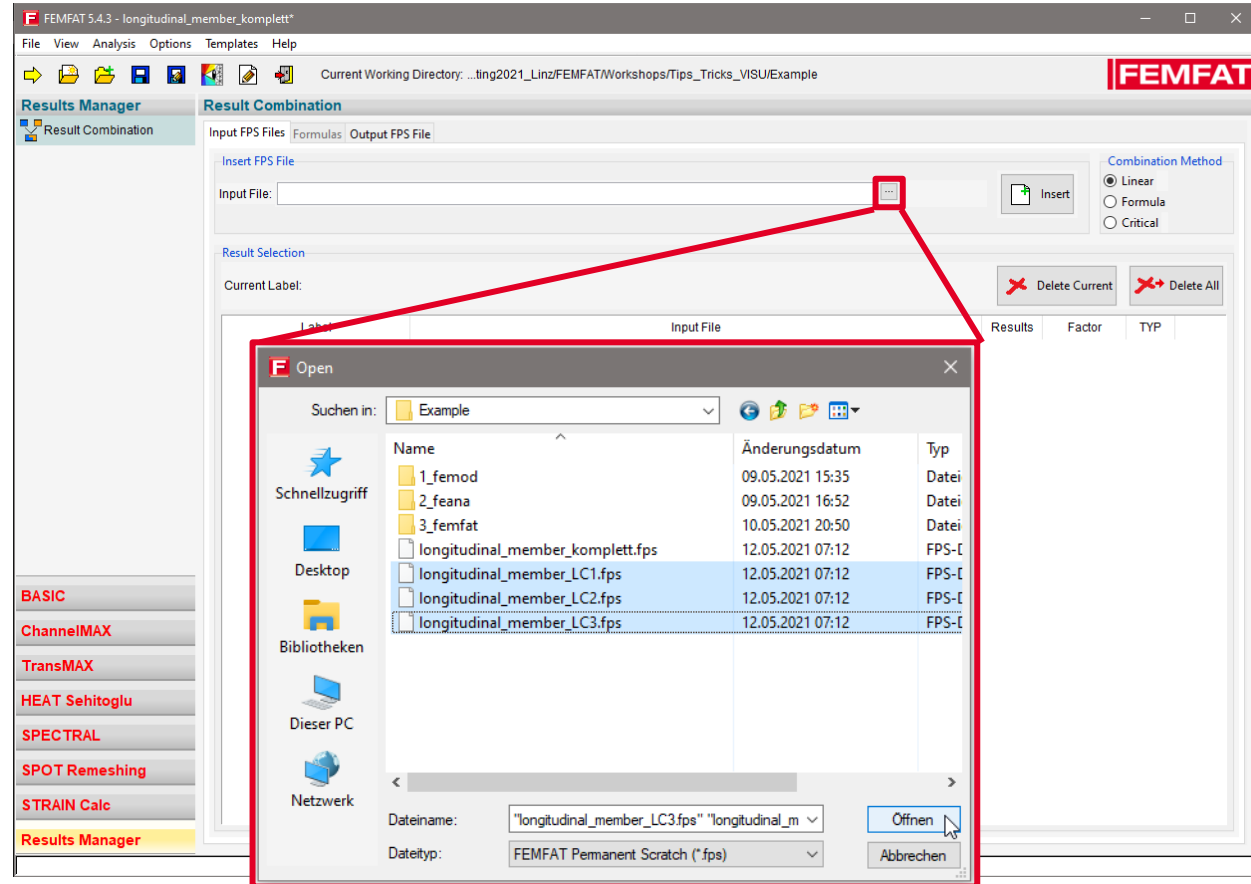 FEMFAT 5.4.3 - longitudinal_member_komplett*
File View Analysis Options Templates Help
Current Working Directory: ...ting2021_Linz/FEMFAT/Workshops/Tips_Tricks_VISU/Example
FEMFAT
Results Manager
Result Combination
Result Combination
Input FPS Files Formulas Output FPS File
Insert FPS File
Combination Method
Input File:
...
Insert
Linear
Formula
Critical
Result Selection
Current Label:
Delete Current
Delete All
Label Input File Results Factor TYP
Open
Suchen in: Example
Name Änderungsdatum Typ
1_femod 09.05.2021 15:35 Datei
2_feana 09.05.2021 16:52 Datei
3_femfat 10.05.2021 20:50 Datei
longitudinal_member_komplett.fps 12.05.2021 07:12 FPS-D
longitudinal_member_LC1.fps 12.05.2021 07:12 FPS-D
longitudinal_member_LC2.fps 12.05.2021 07:12 FPS-D
longitudinal_member_LC3.fps 12.05.2021 07:12 FPS-D
Schnellzugriff
Desktop
Bibliotheken
Dieser PC
Netzwerk
Dateiname: "longitudinal_member_LC3.fps" "longitudinal_m Öffnen
Dateityp: FEMFAT Permanent Scratch (*.fps) Abbrechen
BASIC
ChannelMAX
TransMAX
HEAT Sehitoglu
SPECTRAL
SPOT Remeshing
STRAIN Calc
Results Manager